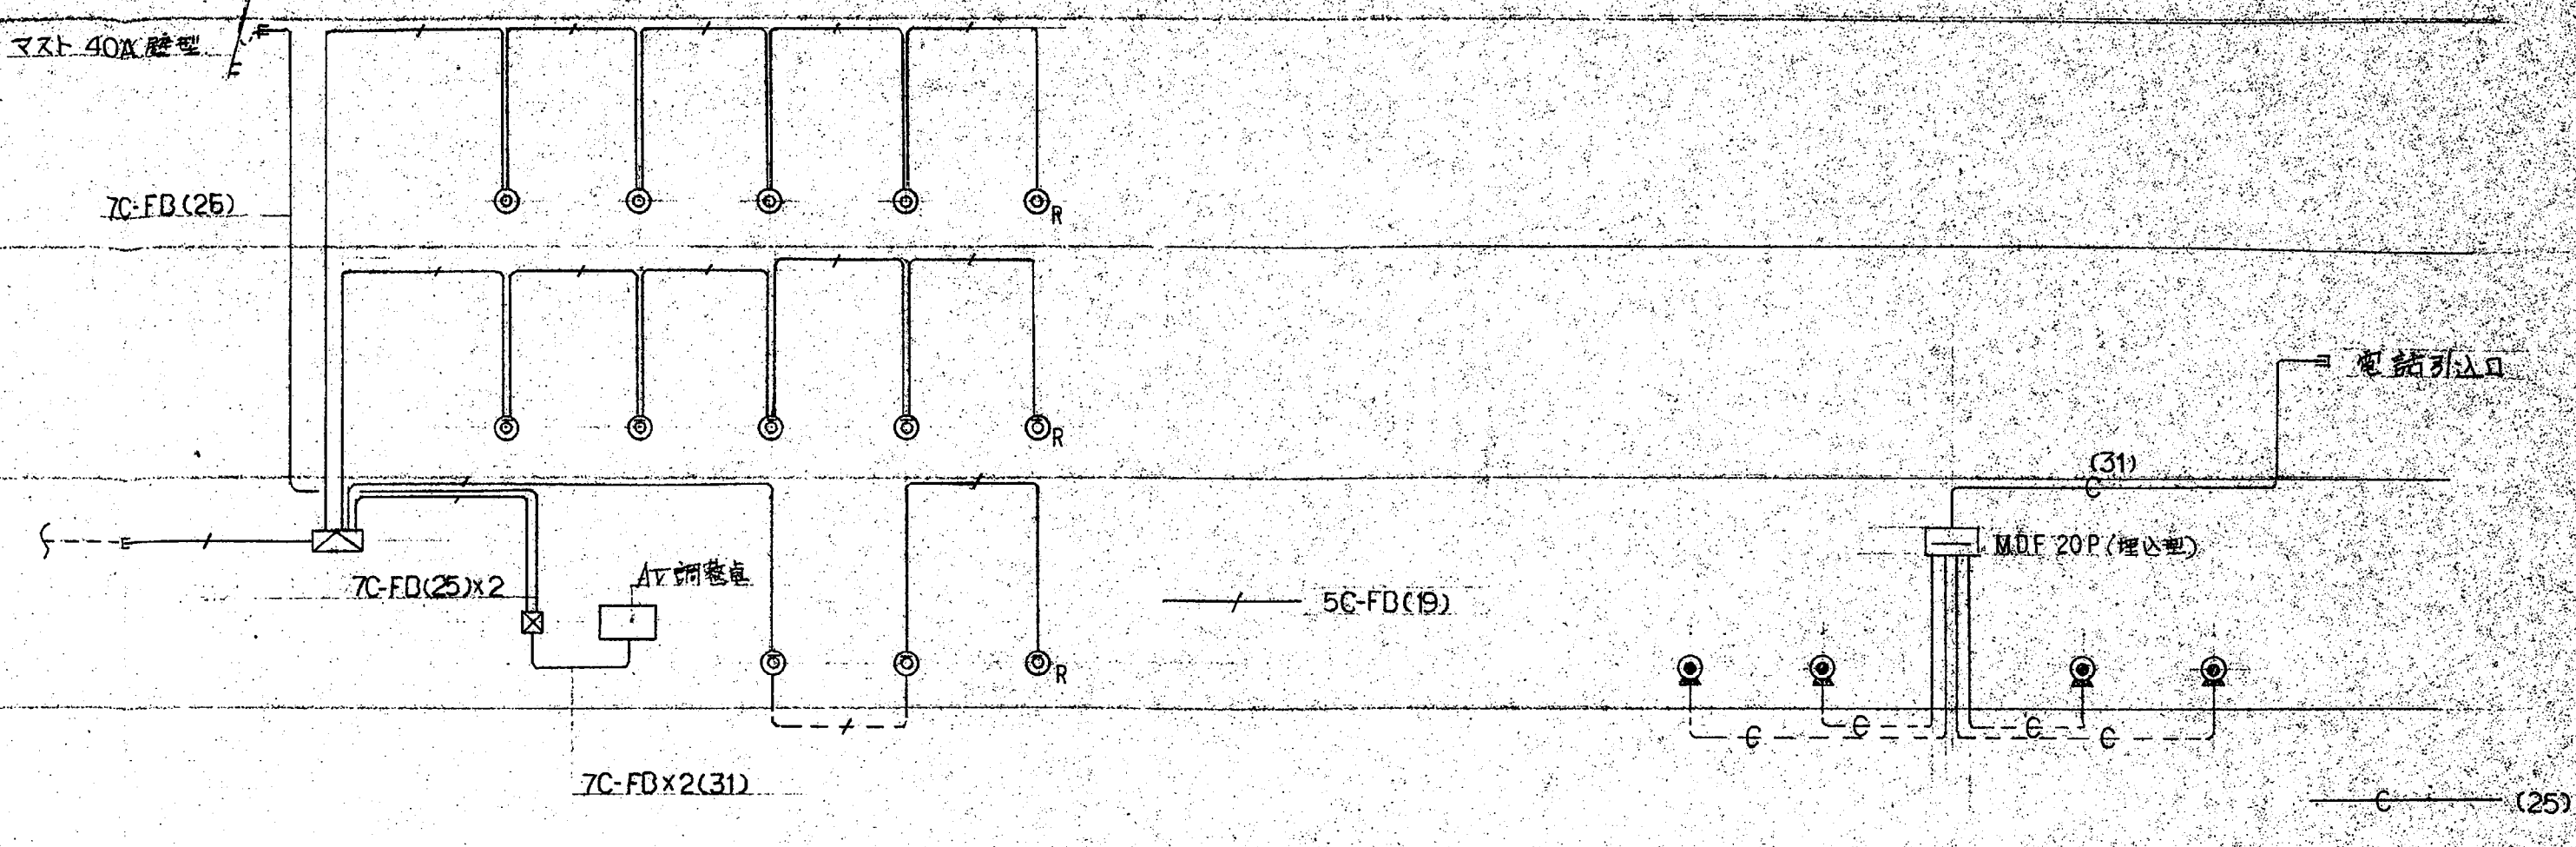 マスト 40A 壁型
7C-FB(25)
R
R
電話引込口
(31)
C
MDF 20P(埋込型)
7C-FB(25)×2
AV調整卓
5C-FB(19)
R
C
C
C
C
7C-FB×2(31)
C
(25)